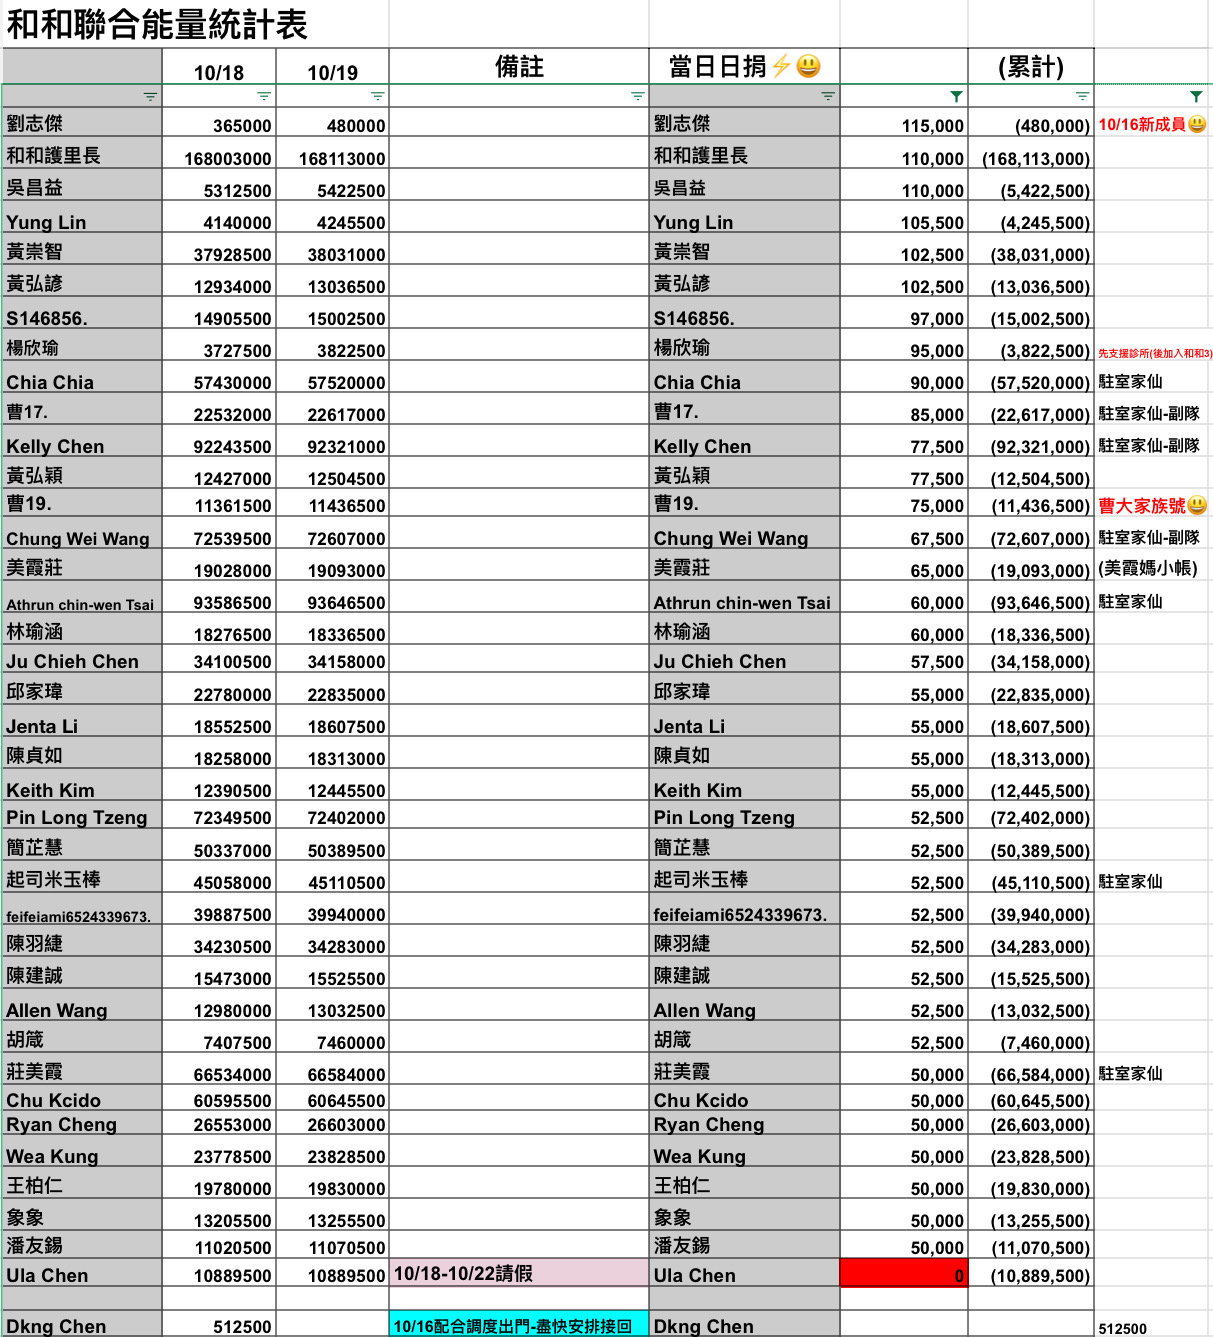 和和聯合能量統計表
10/18 10/19 備註 當日日捐⚡😃 (累計)
劉志傑 365000 480000 劉志傑 115,000 (480,000) 10/16新成員😃
和和護里長 168003000 168113000 和和護里長 110,000 (168,113,000)
吳昌益 5312500 5422500 吳昌益 110,000 (5,422,500)
Yung Lin 4140000 4245500 Yung Lin 105,500 (4,245,500)
黃崇智 37928500 38031000 黃崇智 102,500 (38,031,000)
黃弘諺 12934000 13036500 黃弘諺 102,500 (13,036,500)
S146856. 14905500 15002500 S146856. 97,000 (15,002,500)
楊欣瑜 3727500 3822500 楊欣瑜 95,000 (3,822,500) 先支援診所(後加入和和3)
Chia Chia 57430000 57520000 Chia Chia 90,000 (57,520,000) 駐室家仙
曹17. 22532000 22617000 曹17. 85,000 (22,617,000) 駐室家仙-副隊
Kelly Chen 92243500 92321000 Kelly Chen 77,500 (92,321,000) 駐室家仙-副隊
黃弘穎 12427000 12504500 黃弘穎 77,500 (12,504,500)
曹19. 11361500 11436500 曹19. 75,000 (11,436,500) 曹大家族號😃
Chung Wei Wang 72539500 72607000 Chung Wei Wang 67,500 (72,607,000) 駐室家仙-副隊
美霞莊 19028000 19093000 美霞莊 65,000 (19,093,000) (美霞媽小帳)
Athrun chin-wen Tsai 93586500 93646500 Athrun chin-wen Tsai 60,000 (93,646,500) 駐室家仙
林瑜涵 18276500 18336500 林瑜涵 60,000 (18,336,500)
Ju Chieh Chen 34100500 34158000 Ju Chieh Chen 57,500 (34,158,000)
邱家瑋 22780000 22835000 邱家瑋 55,000 (22,835,000)
Jenta Li 18552500 18607500 Jenta Li 55,000 (18,607,500)
陳貞如 18258000 18313000 陳貞如 55,000 (18,313,000)
Keith Kim 12390500 12445500 Keith Kim 55,000 (12,445,500)
Pin Long Tzeng 72349500 72402000 Pin Long Tzeng 52,500 (72,402,000)
簡芷慧 50337000 50389500 簡芷慧 52,500 (50,389,500)
起司米玉棒 45058000 45110500 起司米玉棒 52,500 (45,110,500) 駐室家仙
feifeiami6524339673. 39887500 39940000 feifeiami6524339673. 52,500 (39,940,000)
陳羽緁 34230500 34283000 陳羽緁 52,500 (34,283,000)
陳建誠 15473000 15525500 陳建誠 52,500 (15,525,500)
Allen Wang 12980000 13032500 Allen Wang 52,500 (13,032,500)
胡箴 7407500 7460000 胡箴 52,500 (7,460,000)
莊美霞 66534000 66584000 莊美霞 50,000 (66,584,000) 駐室家仙
Chu Kcido 60595500 60645500 Chu Kcido 50,000 (60,645,500)
Ryan Cheng 26553000 26603000 Ryan Cheng 50,000 (26,603,000)
Wea Kung 23778500 23828500 Wea Kung 50,000 (23,828,500)
王柏仁 19780000 19830000 王柏仁 50,000 (19,830,000)
象象 13205500 13255500 象象 50,000 (13,255,500)
潘友錫 11020500 11070500 潘友錫 50,000 (11,070,500)
Ula Chen 10889500 10889500 10/18-10/22請假 Ula Chen 0 (10,889,500)
Dkng Chen 512500 10/16配合調度出門-盡快安排接回 Dkng Chen 512500